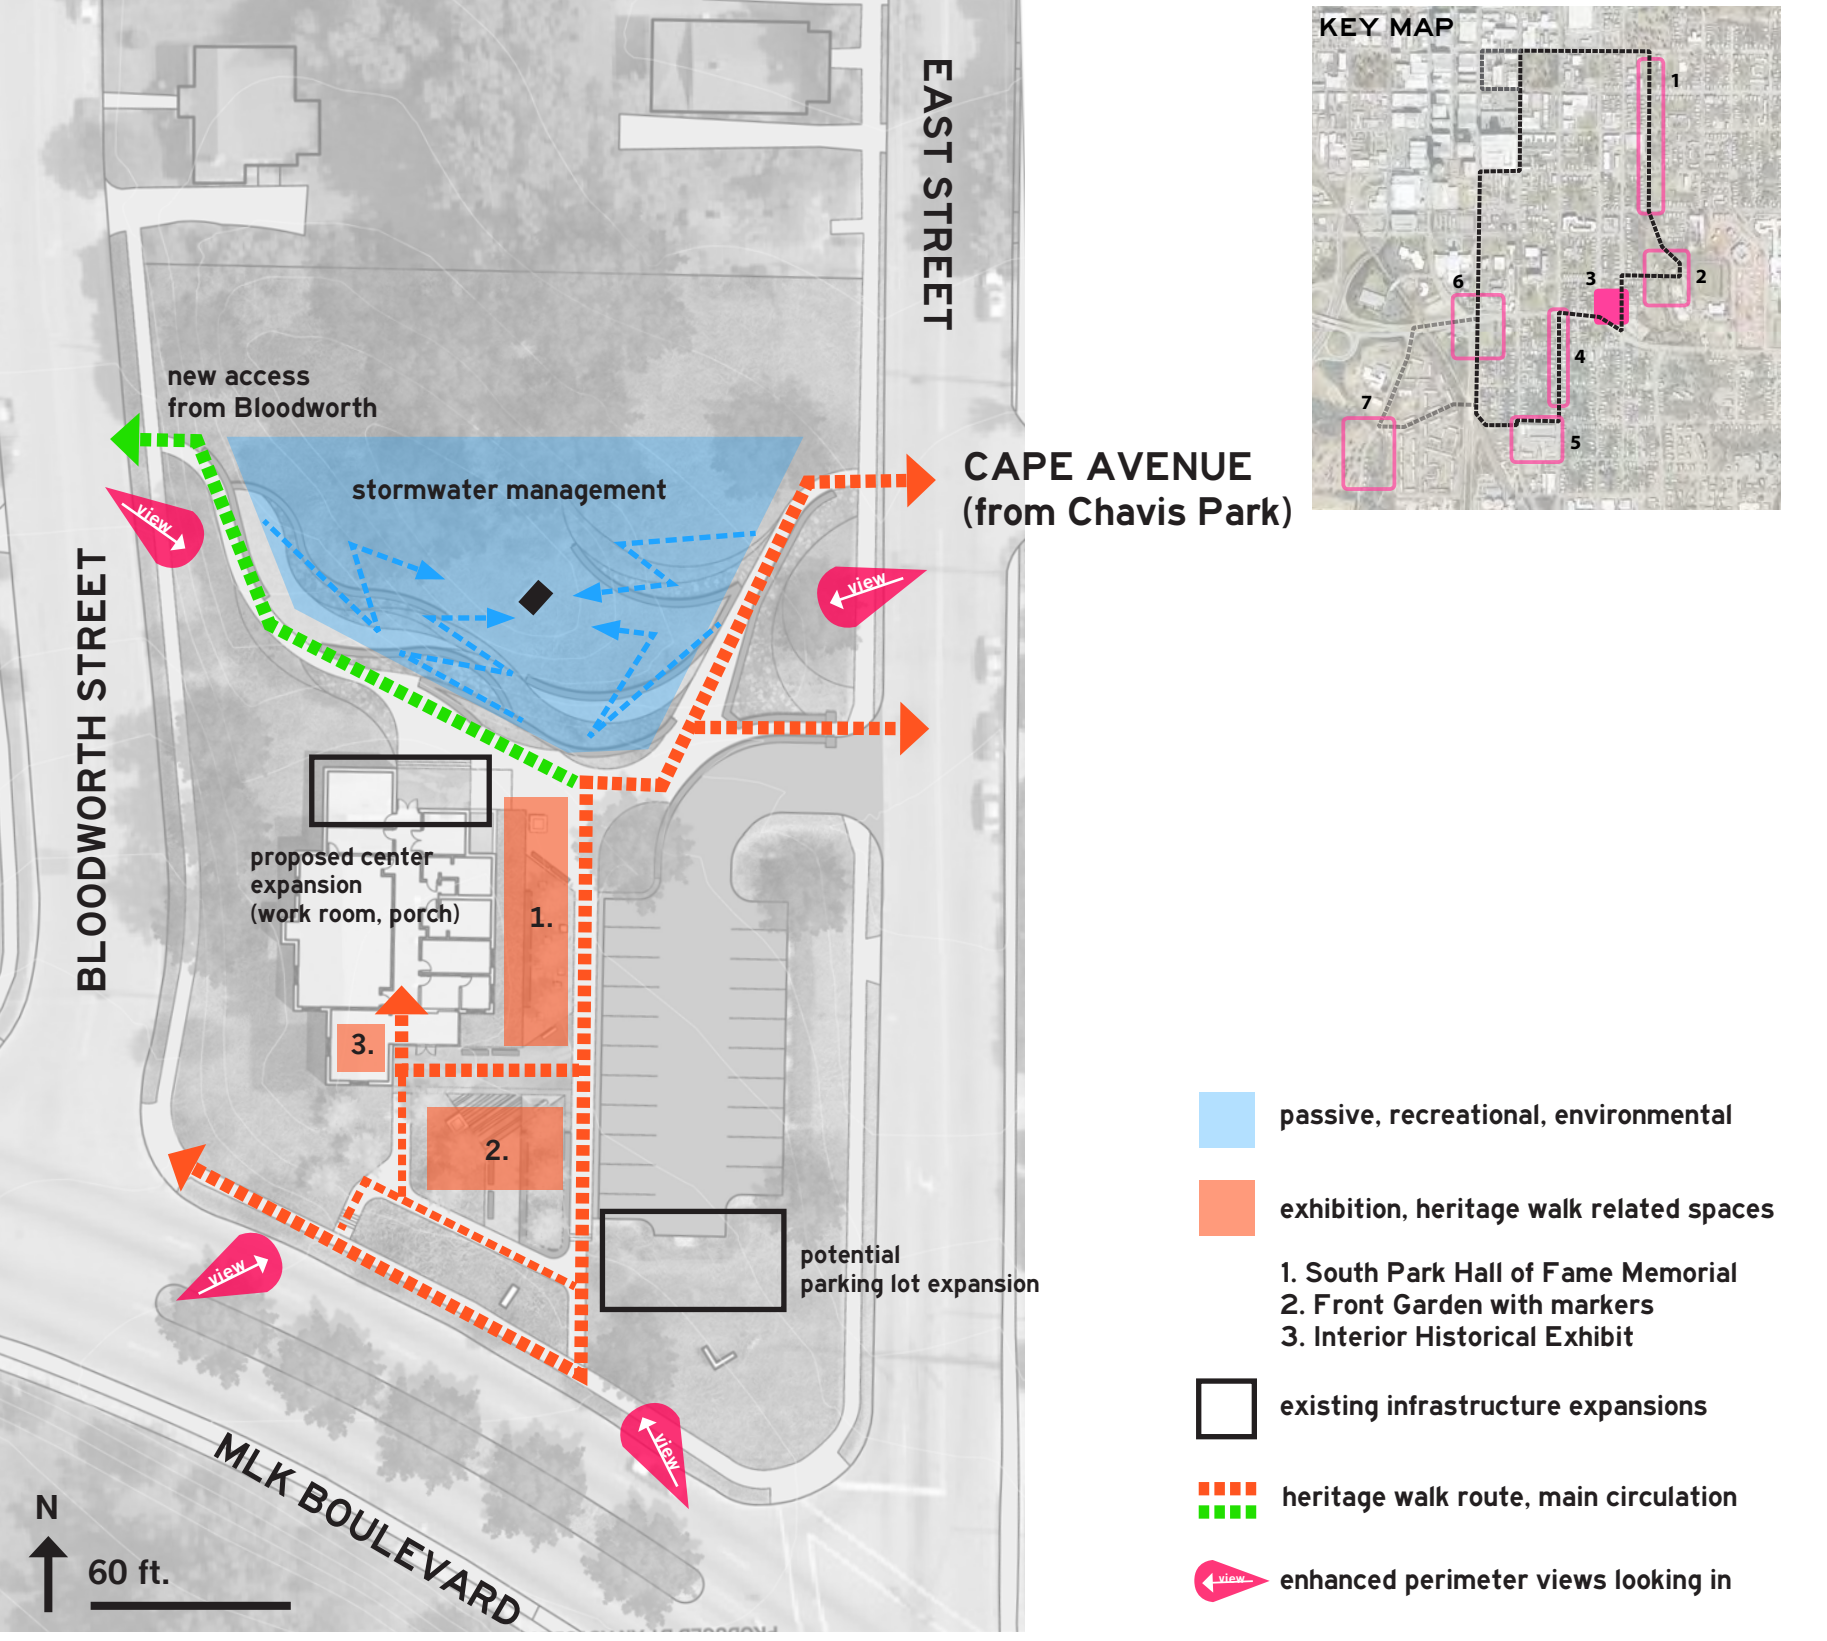 KEY MAP
1
2
3
6
4
7
5
EAST STREET
new access
from Bloodworth
stormwater management
CAPE AVENUE
(from Chavis Park)
view
view
BLOODWORTH STREET
proposed center
expansion
(work room, porch)
1.
3.
2.
view
potential
parking lot expansion
view
MLK BOULEVARD
N
60 ft.
passive, recreational, environmental
exhibition, heritage walk related spaces
1. South Park Hall of Fame Memorial
2. Front Garden with markers
3. Interior Historical Exhibit
existing infrastructure expansions
heritage walk route, main circulation
view
enhanced perimeter views looking in